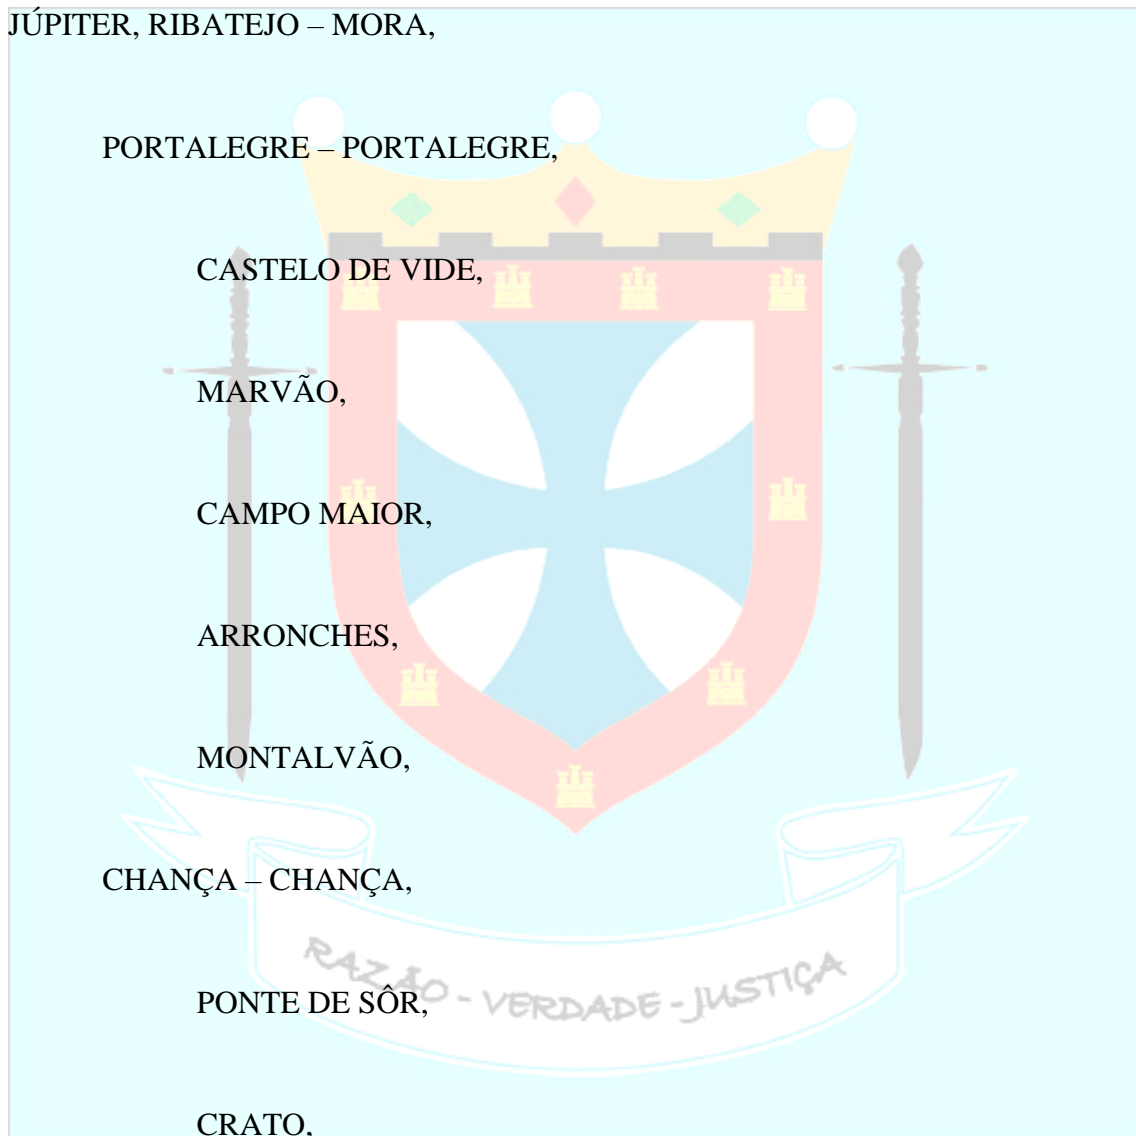 JÚPITER, RIBATEJO – MORA,
PORTALEGRE – PORTALEGRE,
CASTELO DE VIDE,
MARVÃO,
CAMPO MAIOR,
ARRONCHES,
MONTALVÃO,
CHANÇA – CHANÇA,
RAZÃO - VERDADE - JUSTIÇA
PONTE DE SÔR,
CRATO,